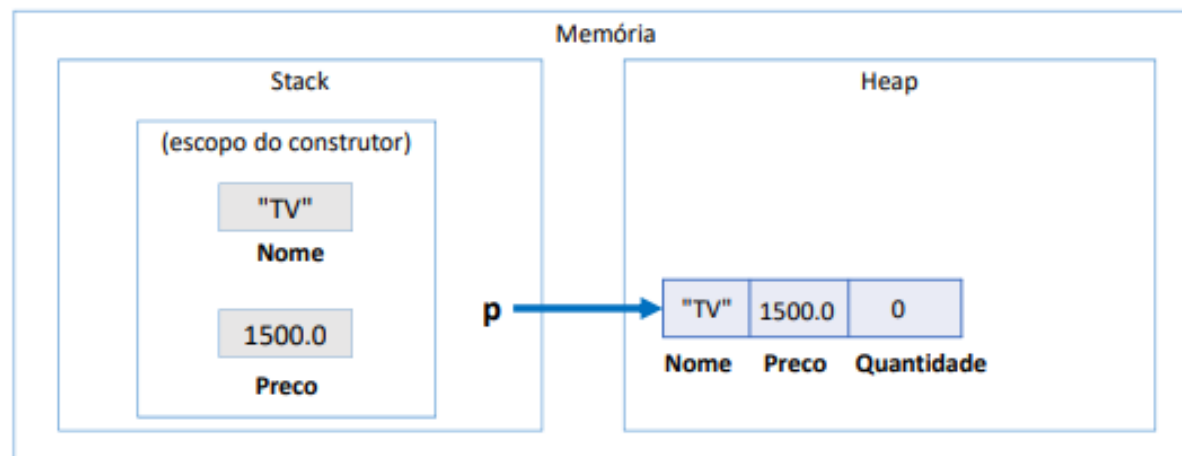 Memória
Stack
(escopo do construtor)
"TV"
Nome
1500.0
Preco
p
Heap
"TV" 1500.0 0
Nome Preco Quantidade